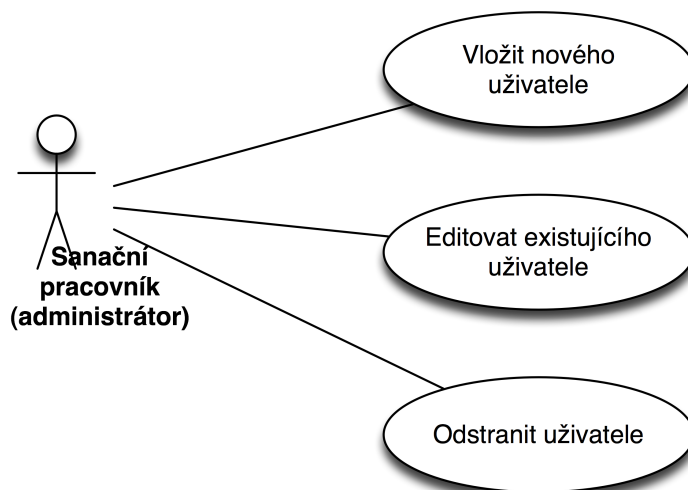 Vložit nového
uživatele
Editovat existujícího
uživatele
Sanační
pracovník
(administrátor)
Odstranit uživatele